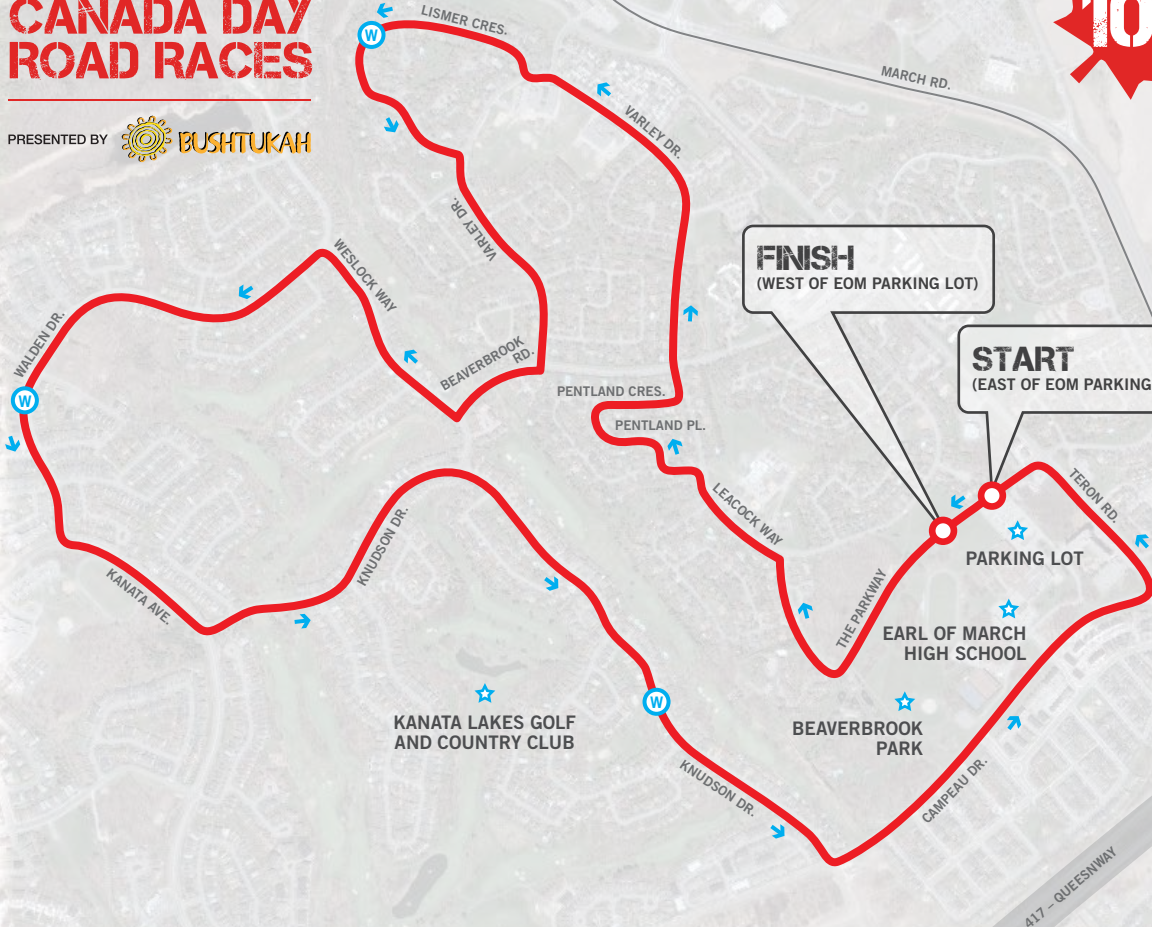 CANADA DAY
ROAD RACES
PRESENTED BY BUSHTUKAH
10
LISMER CRES.
W
MARCH RD.
VARLEY DR.
VARLEY DR.
WESLOCK WAY
FINISH
(WEST OF EOM PARKING LOT)
START
(EAST OF EOM PARKING
WALDEN DR.
BEAVERBROOK
RD.
PENTLAND CRES.
PENTLAND PL.
W
LEACOCK WAY
TERON RD.
KNUDSON DR.
PARKING LOT
KANATA AVE.
THE PARKWAY
EARL OF MARCH
HIGH SCHOOL
W
KANATA LAKES GOLF
AND COUNTRY CLUB
BEAVERBROOK
PARK
KNUDSON DR.
CAMPEAU DR.
417 – QUEESNWAY